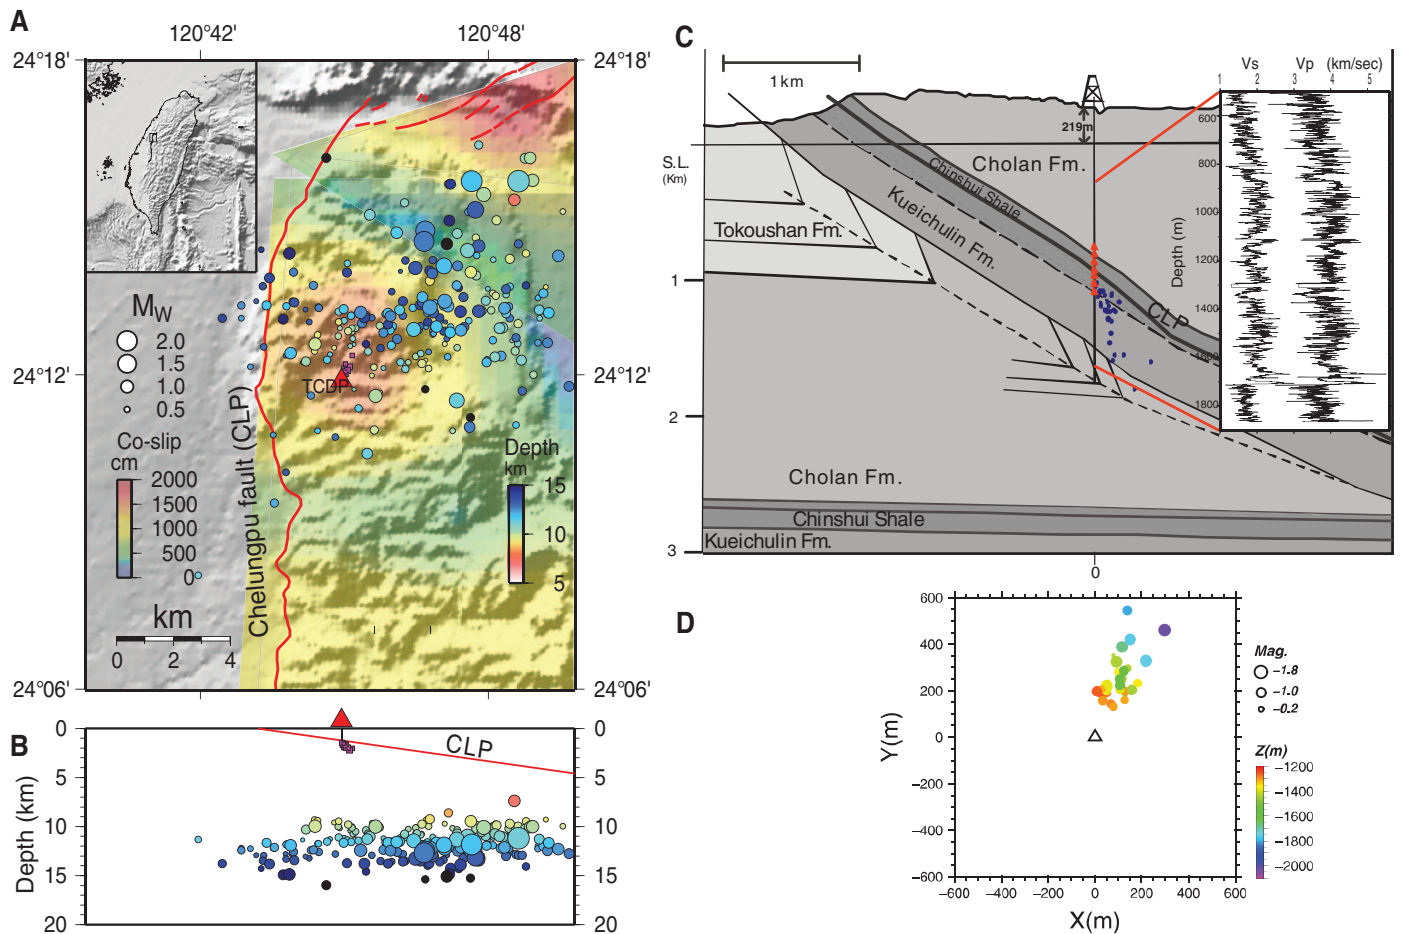 A
120°42'
120°48'
24°18'
24°18'
M W
2.0
1.5
1.0
0.5
24°12'
24°12'
TCDP
Co-slip
cm
2000
1500
1000
500
0
Chelungpu fault (CLP)
Depth
km
15
10
5
km
0 2 4
24°06'
24°06'
B
0
5
10
15
20
Depth (km)
CLP
0
5
10
15
20
C
1 km
219m
S.L.
(Km)
1
2
3
Cholan Fm.
Chinshui Shale
Kueichulin Fm.
Tokoushan Fm.
CLP
Cholan Fm.
Chinshui Shale
Kueichulin Fm.
0
Vs Vp (km/sec)
1 2 3 4 5
Depth (m)
600
800
1000
1200
1400
1600
1800
D
600
400
200
0
−200
−400
−600
Y(m)
−600 −400 −200 0 200 400 600
X(m)
Mag.
−1.8
−1.0
−0.2
Z(m)
−1200
−1400
−1600
−1800
−2000